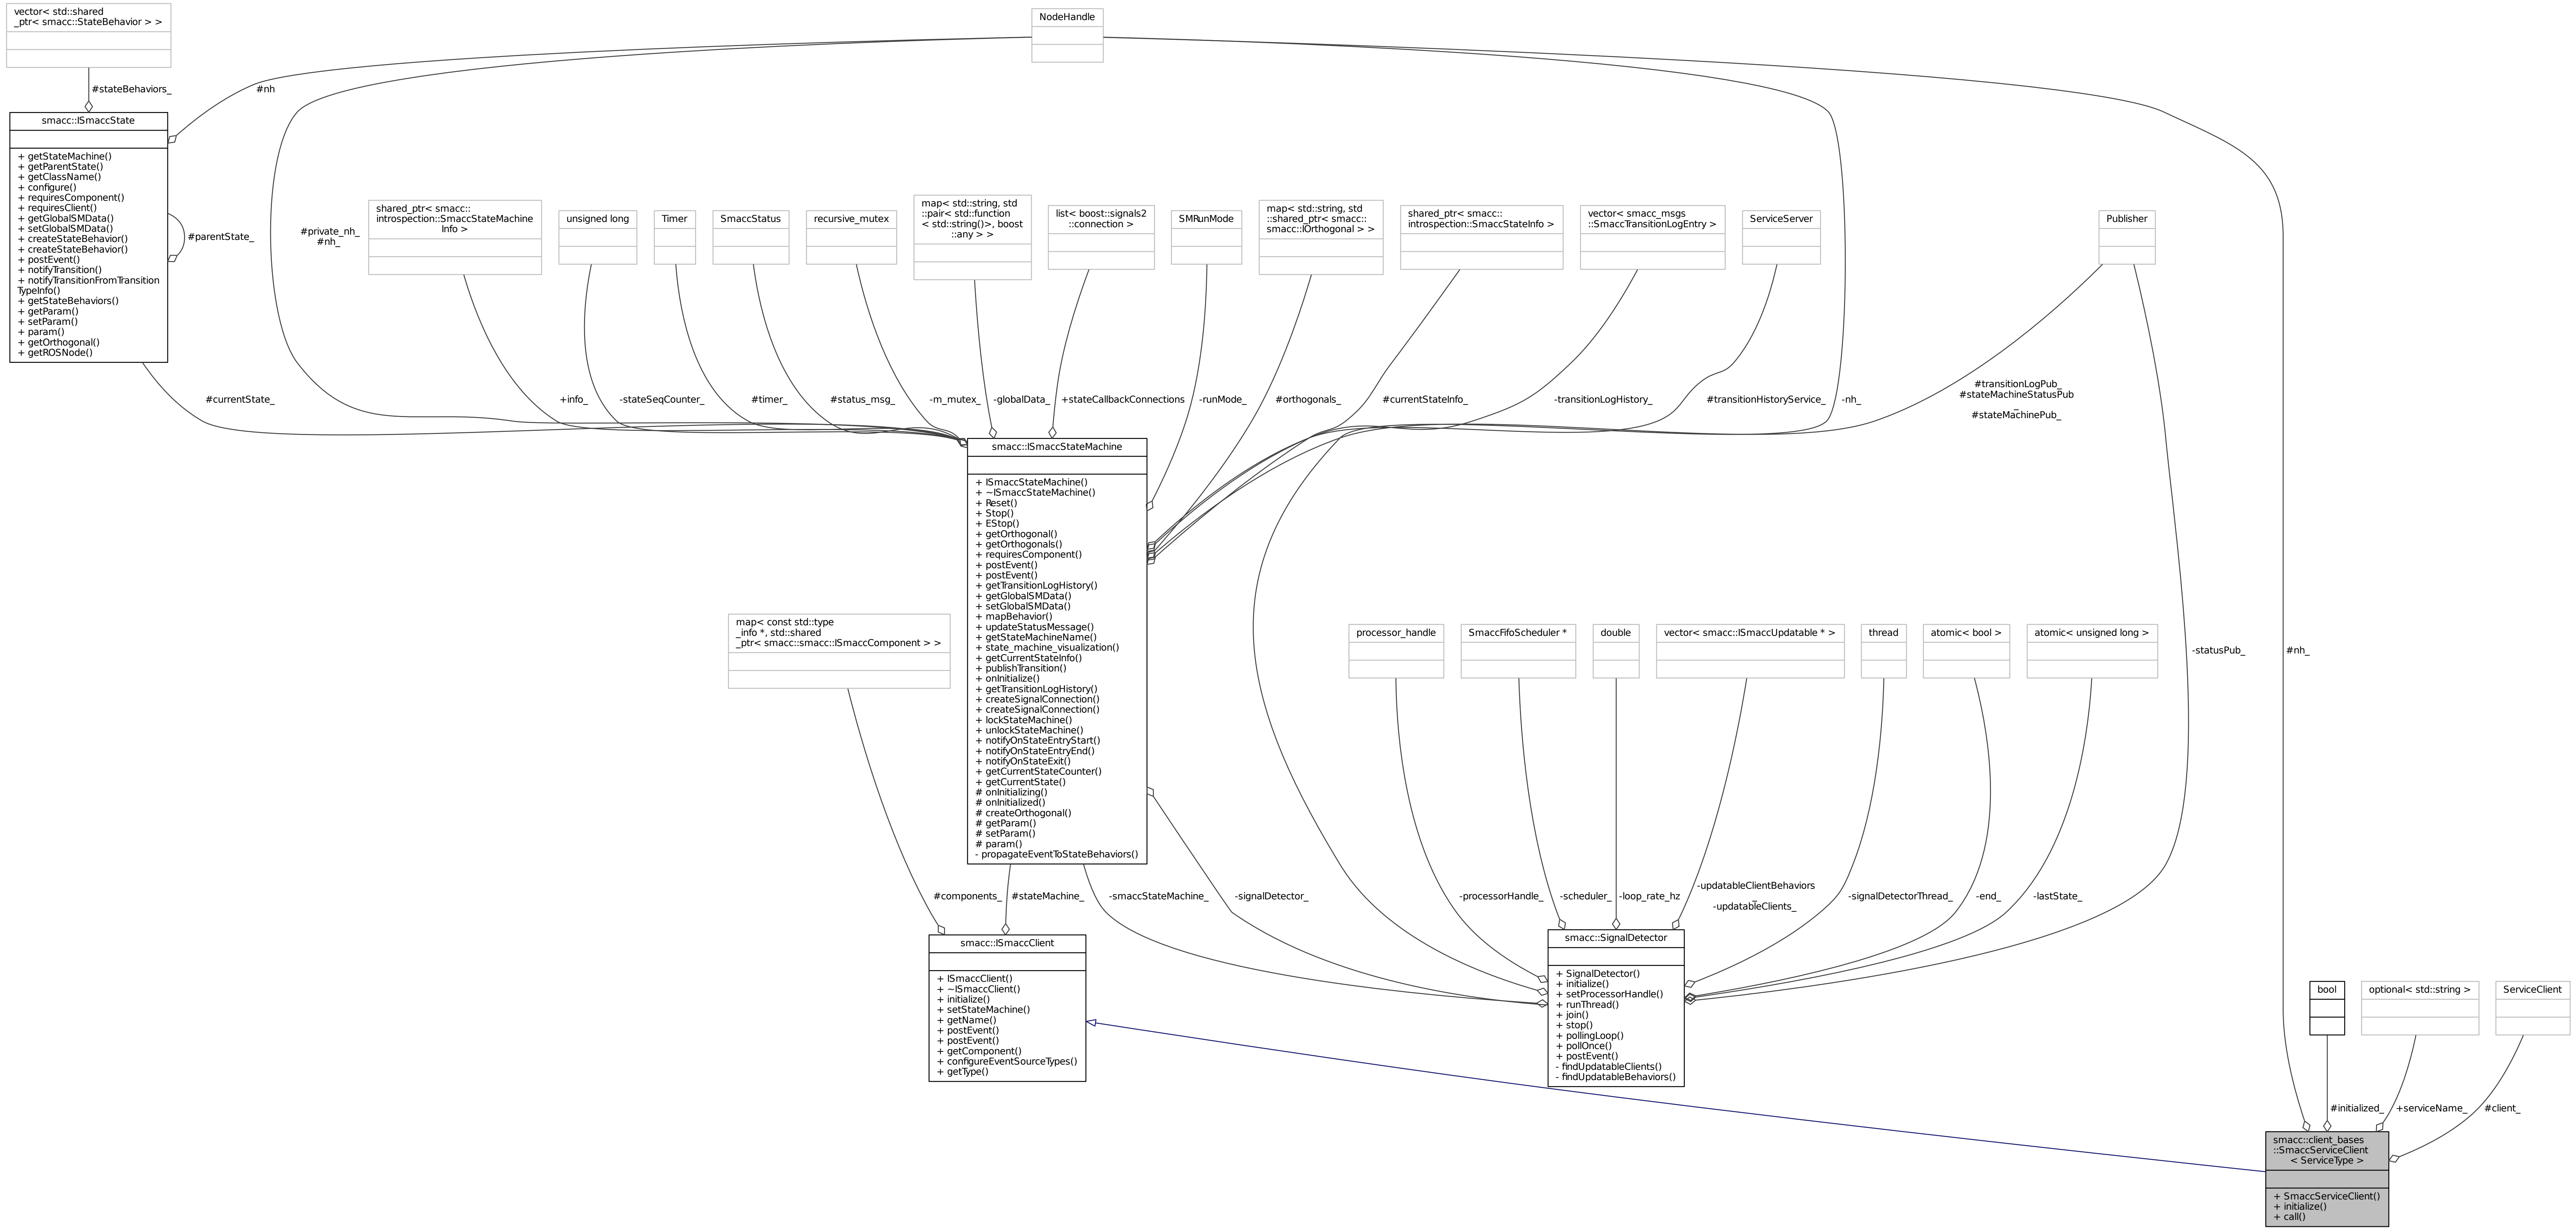 vector< std::shared
_ptr< smacc::StateBehavior > >
NodeHandle
#stateBehaviors_
#nh
smacc::ISmaccState
+ getStateMachine()
+ getParentState()
+ getClassName()
+ configure()
+ requiresComponent()
+ requiresClient()
+ getGlobalSMData()
+ setGlobalSMData()
+ createStateBehavior()
+ createStateBehavior()
+ postEvent()
+ notifyTransition()
+ notifyTransitionFromTransition
TypeInfo()
+ getStateBehaviors()
+ getParam()
+ setParam()
+ param()
+ getOrthogonal()
+ getROSNode()
#parentState_
#private_nh_
#nh_
shared_ptr< smacc::
introspection::SmaccStateMachine
Info >
unsigned long
Timer
SmaccStatus
recursive_mutex
map< std::string, std
::pair< std::function
< std::string()>, boost
::any > >
list< boost::signals2
::connection >
SMRunMode
map< std::string, std
::shared_ptr< smacc::
smacc::IOrthogonal > >
shared_ptr< smacc::
introspection::SmaccStateInfo >
vector< smacc_msgs
::SmaccTransitionLogEntry >
ServiceServer
Publisher
#currentState_
+info_
-stateSeqCounter_
#timer_
#status_msg_
-m_mutex_
-globalData_
+stateCallbackConnections
-runMode_
#orthogonals_
#currentStateInfo_
-transitionLogHistory_
#transitionHistoryService_
-nh_
#transitionLogPub_
#stateMachineStatusPub
_
#stateMachinePub_
smacc::ISmaccStateMachine
+ ISmaccStateMachine()
+ ~ISmaccStateMachine()
+ Reset()
+ Stop()
+ EStop()
+ getOrthogonal()
+ getOrthogonals()
+ requiresComponent()
+ postEvent()
+ postEvent()
+ getTransitionLogHistory()
+ getGlobalSMData()
+ setGlobalSMData()
+ mapBehavior()
+ updateStatusMessage()
+ getStateMachineName()
+ state_machine_visualization()
+ getCurrentStateInfo()
+ publishTransition()
+ onInitialize()
+ getTransitionLogHistory()
+ createSignalConnection()
+ createSignalConnection()
+ lockStateMachine()
+ unlockStateMachine()
+ notifyOnStateEntryStart()
+ notifyOnStateEntryEnd()
+ notifyOnStateExit()
+ getCurrentStateCounter()
+ getCurrentState()
# onInitializing()
# onInitialized()
# createOrthogonal()
# getParam()
# setParam()
# param()
- propagateEventToStateBehaviors()
map< const std::type
_info *, std::shared
_ptr< smacc::smacc::ISmaccComponent > >
processor_handle
SmaccFifoScheduler *
double
vector< smacc::ISmaccUpdatable * >
thread
atomic< bool >
atomic< unsigned long >
-statusPub_
#nh_
#components_
#stateMachine_
-smaccStateMachine_
-signalDetector_
-processorHandle_
-scheduler_
-loop_rate_hz
-updatableClientBehaviors
_
-updatableClients_
-signalDetectorThread_
-end_
-lastState_
smacc::ISmaccClient
+ ISmaccClient()
+ ~ISmaccClient()
+ initialize()
+ setStateMachine()
+ getName()
+ postEvent()
+ postEvent()
+ getComponent()
+ configureEventSourceTypes()
+ getType()
smacc::SignalDetector
+ SignalDetector()
+ initialize()
+ setProcessorHandle()
+ runThread()
+ join()
+ stop()
+ pollingLoop()
+ pollOnce()
+ postEvent()
- findUpdatableClients()
- findUpdatableBehaviors()
bool
optional< std::string >
ServiceClient
#initialized_
+serviceName_
#client_
smacc::client_bases
::SmaccServiceClient
< ServiceType >
+ SmaccServiceClient()
+ initialize()
+ call()